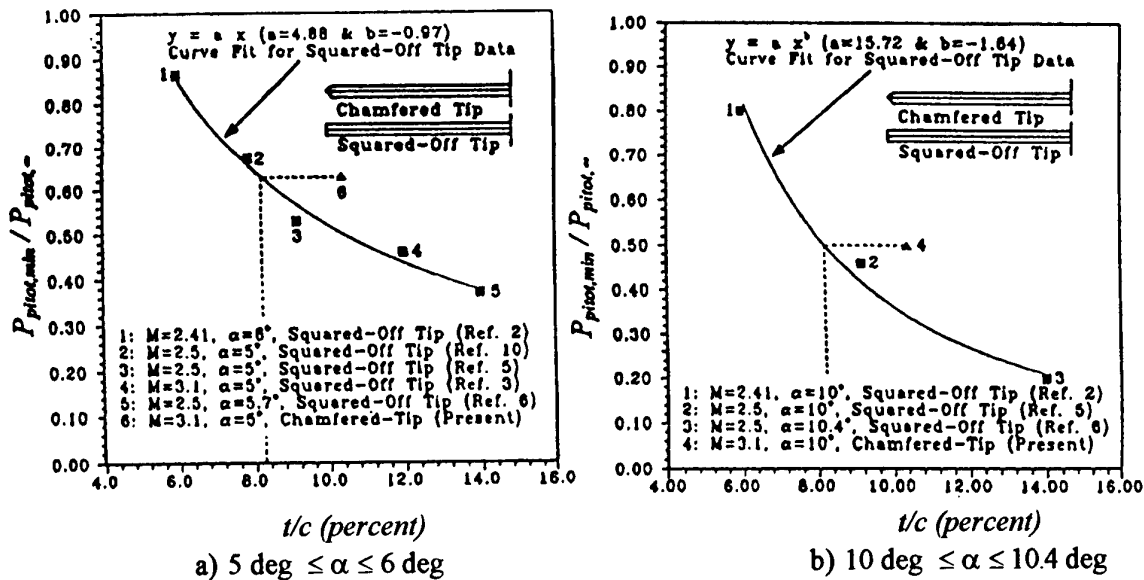 1.00
0.90
0.80
0.70
0.60
0.50
0.40
0.30
0.20
0.10
0.00
P_pitot,min / P_pitot,∞
y = a x (a=4.88 & b=-0.97)
Curve Fit for Squared-Off Tip Data
Chamfered Tip
Squared-Off Tip
1
2
3
4
5
6
1: M=2.41, α=6°, Squared-Off Tip (Ref. 2)
2: M=2.5, α=5°, Squared-Off Tip (Ref. 10)
3: M=2.5, α=5°, Squared-Off Tip (Ref. 5)
4: M=3.1, α=5°, Squared-Off Tip (Ref. 3)
5: M=2.5, α=5.7°, Squared-Off Tip (Ref. 6)
6: M=3.1, α=5°, Chamfered-Tip (Present)
4.0 6.0 8.0 10.0 12.0 14.0 16.0
t/c (percent)
a) 5 deg ≤ α ≤ 6 deg
1.00
0.90
0.80
0.70
0.60
0.50
0.40
0.30
0.20
0.10
0.00
P_pitot,min / P_pitot,∞
y = a x^b (a=15.72 & b=-1.64)
Curve Fit for Squared-Off Tip Data
Chamfered Tip
Squared-Off Tip
1
4
2
3
1: M=2.41, α=10°, Squared-Off Tip (Ref. 2)
2: M=2.5, α=10°, Squared-Off Tip (Ref. 5)
3: M=2.5, α=10.4°, Squared-Off Tip (Ref. 6)
4: M=3.1, α=10°, Chamfered-Tip (Present)
4.00 6.00 8.00 10.00 12.00 14.00 16.00
t/c (percent)
b) 10 deg ≤ α ≤ 10.4 deg